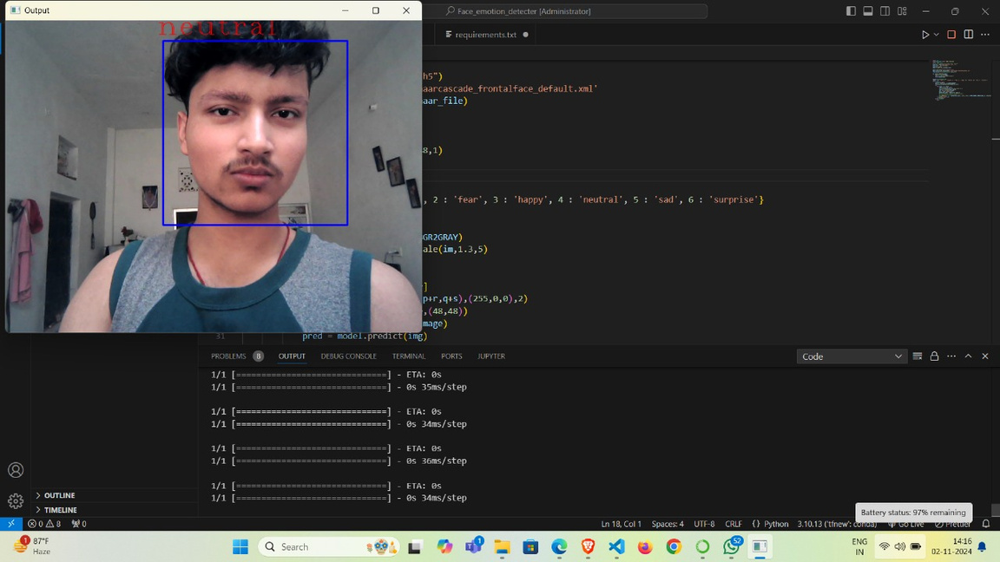 Output
Face_emotion_detecter [Administrator]
neutral
requirements.txt
h5")
aarcascade_frontalface_default.xml'
aar_file)
8,1)
, 2 : 'fear', 3 : 'happy', 4 : 'neutral', 5 : 'sad', 6 : 'surprise'}
GR2GRAY)
ale(im,1.3,5)
]
p+r,q+s),(255,0,0),2)
,(48,48))
mage)
31 pred = model.predict(img)
PROBLEMS 8 OUTPUT DEBUG CONSOLE TERMINAL PORTS JUPYTER Code
1/1 [==============================] - ETA: 0s
1/1 [==============================] - 0s 35ms/step
1/1 [==============================] - ETA: 0s
1/1 [==============================] - 0s 34ms/step
1/1 [==============================] - ETA: 0s
1/1 [==============================] - 0s 36ms/step
1/1 [==============================] - ETA: 0s
1/1 [==============================] - 0s 34ms/step
OUTLINE
TIMELINE
Battery status: 97% remaining
0 8 0 Ln 18, Col 1 Spaces: 4 UTF-8 CRLF {} Python 3.10.13 ('tfnew': conda) Go Live Prettier
1 87°F
Haze
Search
1
52
ENG
IN
14:16
02-11-2024